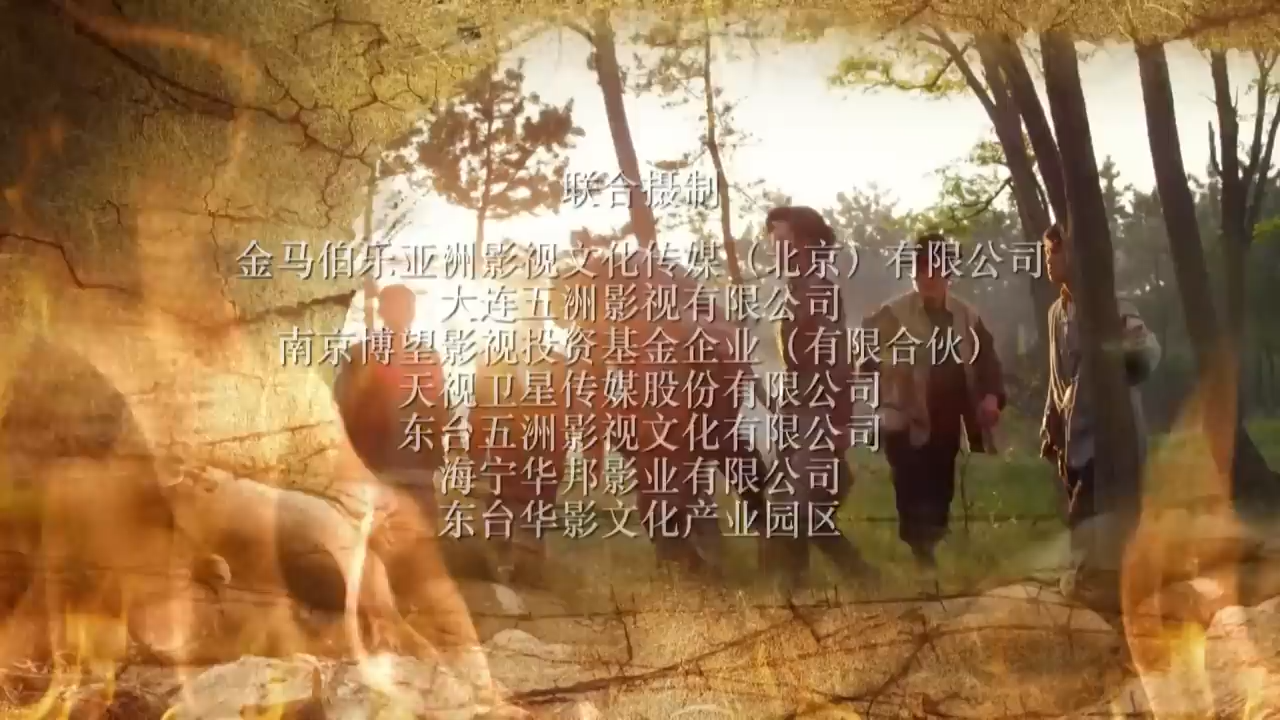 联合摄制
金马伯乐亚洲影视文化传媒（北京）有限公司
大连五洲影视有限公司
南京博望影视投资基金企业（有限合伙）
天视卫星传媒股份有限公司
东台五洲影视文化有限公司
海宁华邦影业有限公司
东台华影文化产业园区